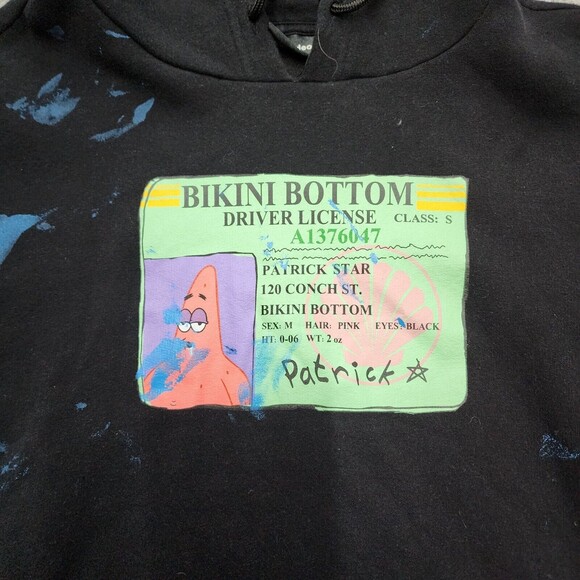 BIKINI BOTTOM
DRIVER LICENSE CLASS: S
A1376047
PATRICK STAR
120 CONCH ST.
BIKINI BOTTOM
SEX: M HAIR: PINK EYES: BLACK
HT: 0-06 WT: 2 oz
Patrick